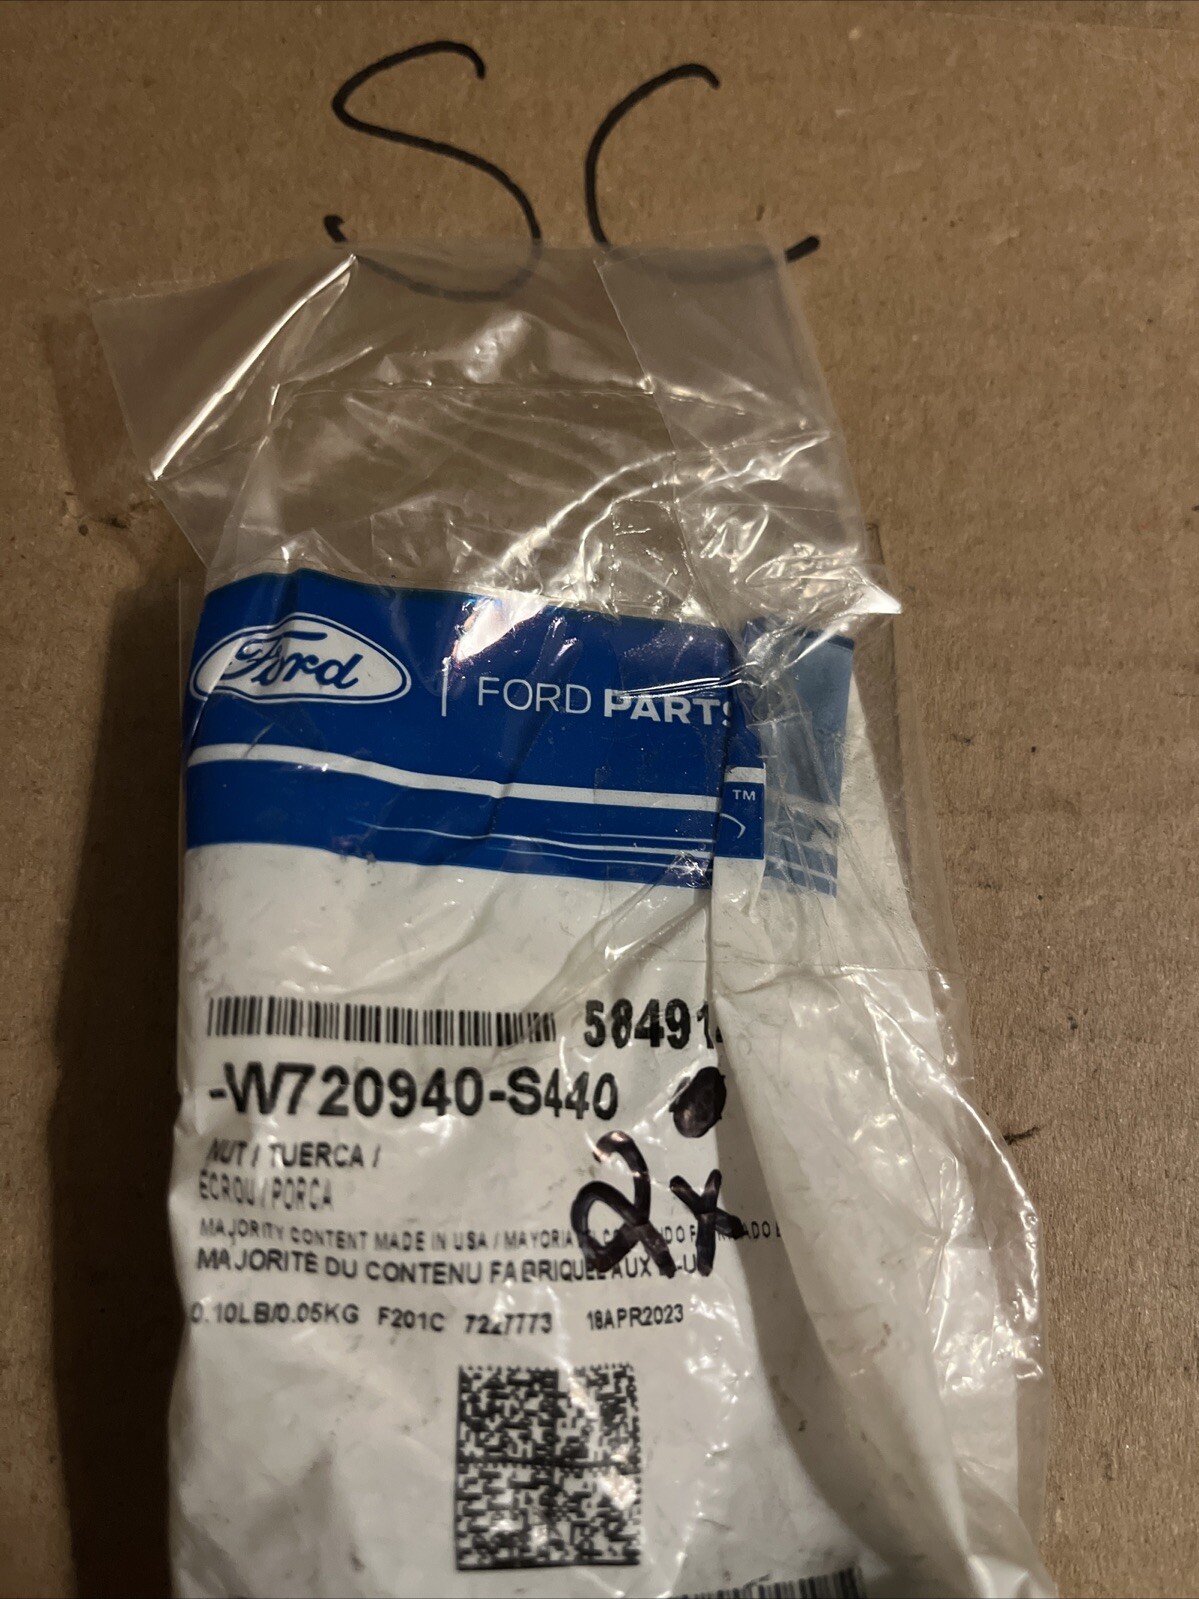 SC
Ford
FORD PARTS
TM
58491
-W720940-S440
2x
NUT / TUERCA /
ÉCROU / PORCA
MAJORITY CONTENT MADE IN USA /
MAJORITÉ DU CONTENU FABRIQUÉ AUX
0.10LB/0.05KG F201C 7227773 18APR2023